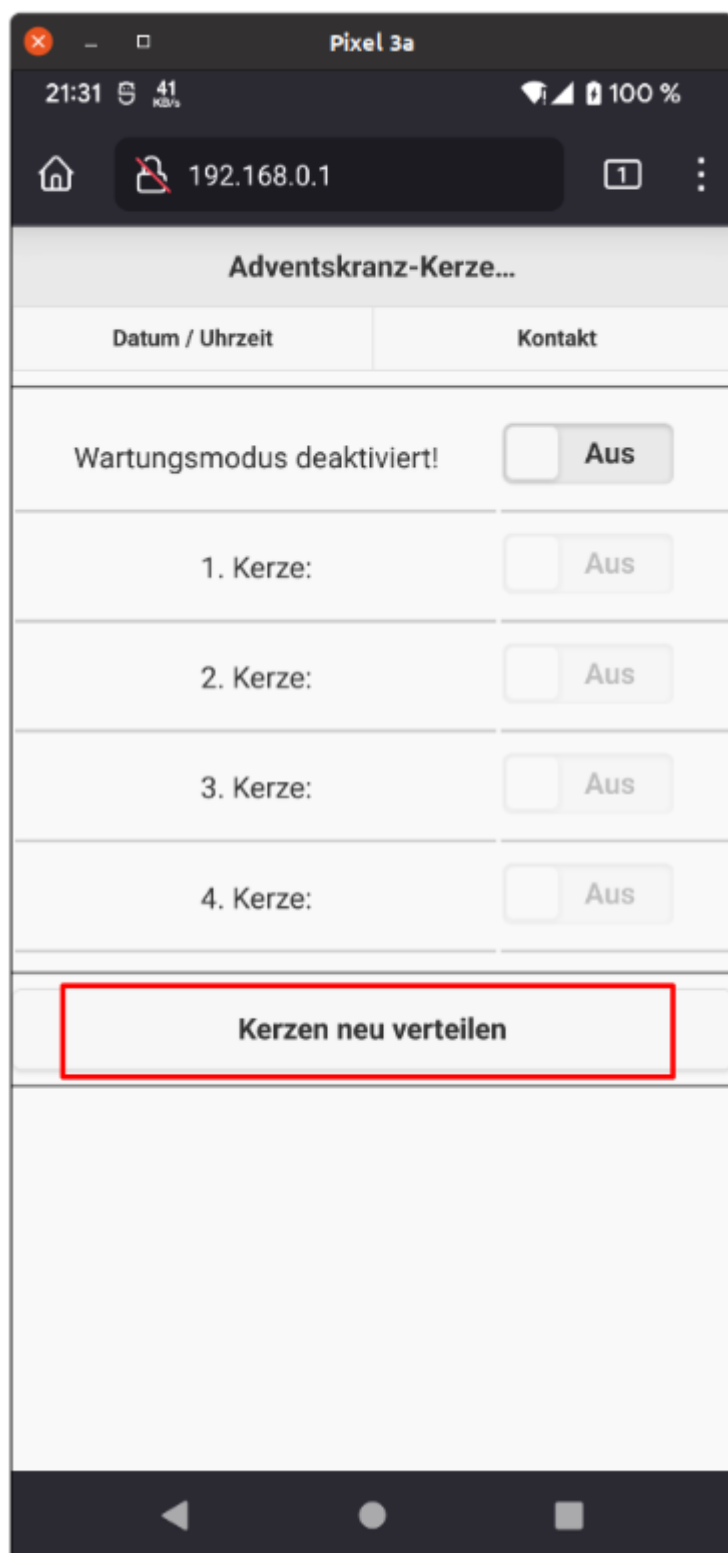 Pixel 3a
21:31 41 KB/s 100 %
192.168.0.1 1
Adventskranz-Kerze...
Datum / Uhrzeit Kontakt
Wartungsmodus deaktiviert! Aus
1. Kerze: Aus
2. Kerze: Aus
3. Kerze: Aus
4. Kerze: Aus
Kerzen neu verteilen